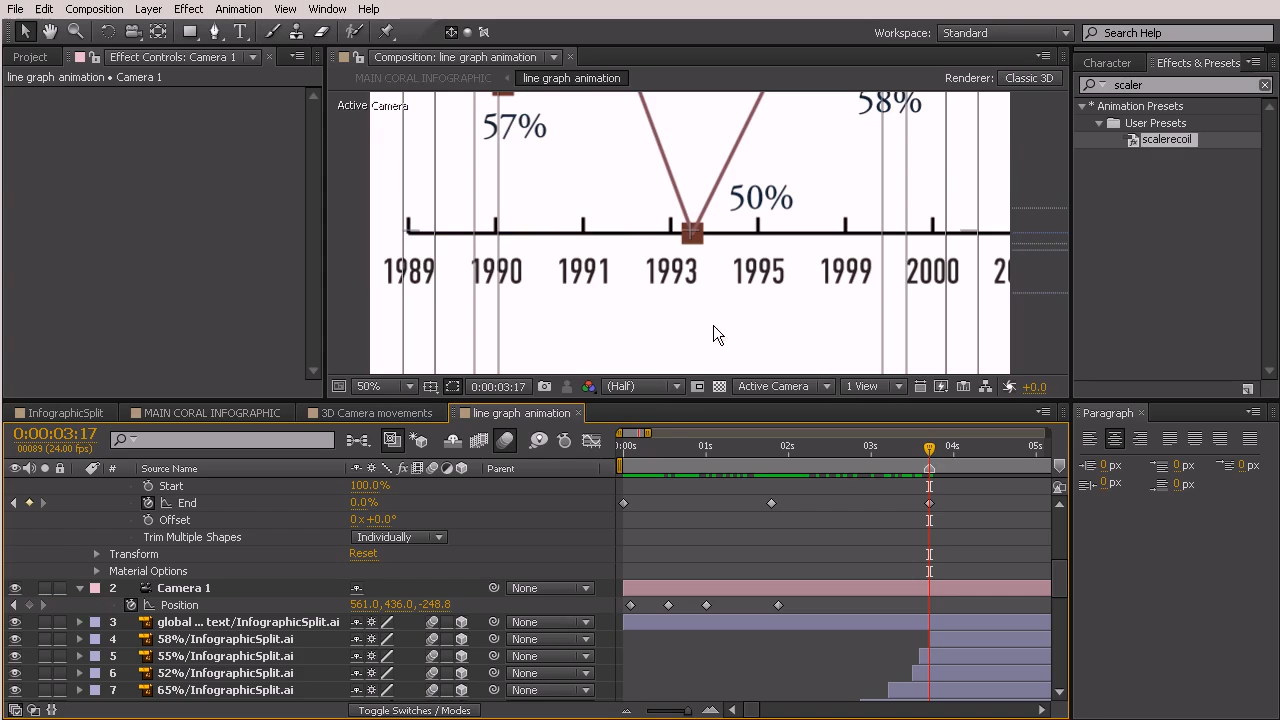 File Edit Composition Layer Effect Animation View Window Help
Workspace: Standard Search Help
Project Effect Controls: Camera 1 Composition: line graph animation Character Effects & Presets
line graph animation • Camera 1 MAIN CORAL INFOGRAPHIC line graph animation Renderer: Classic 3D scaler
Active Camera
* Animation Presets
User Presets
scalerecoil
57% 58%
50%
1989 1990 1991 1993 1995 1999 2000 20
50% 0:00:03:17 (Half) Active Camera 1 View +0.0
InfographicSplit MAIN CORAL INFOGRAPHIC 3D Camera movements line graph animation Paragraph
0:00:03:17
00089 (24.00 fps)
:00s 01s 02s 03s 04s 05s
# Source Name Parent
0 px 0 px 0 px
0 px 0 px
Start 100.0%
End 0.0%
Offset 0x+0.0°
Trim Multiple Shapes Individually
Transform Reset
Material Options
2 Camera 1 None
Position 561.0,436.0,-248.8
3 global ... text/InfographicSplit.ai None
4 58%/InfographicSplit.ai None
5 55%/InfographicSplit.ai None
6 52%/InfographicSplit.ai None
7 65%/InfographicSplit.ai None
Toggle Switches / Modes